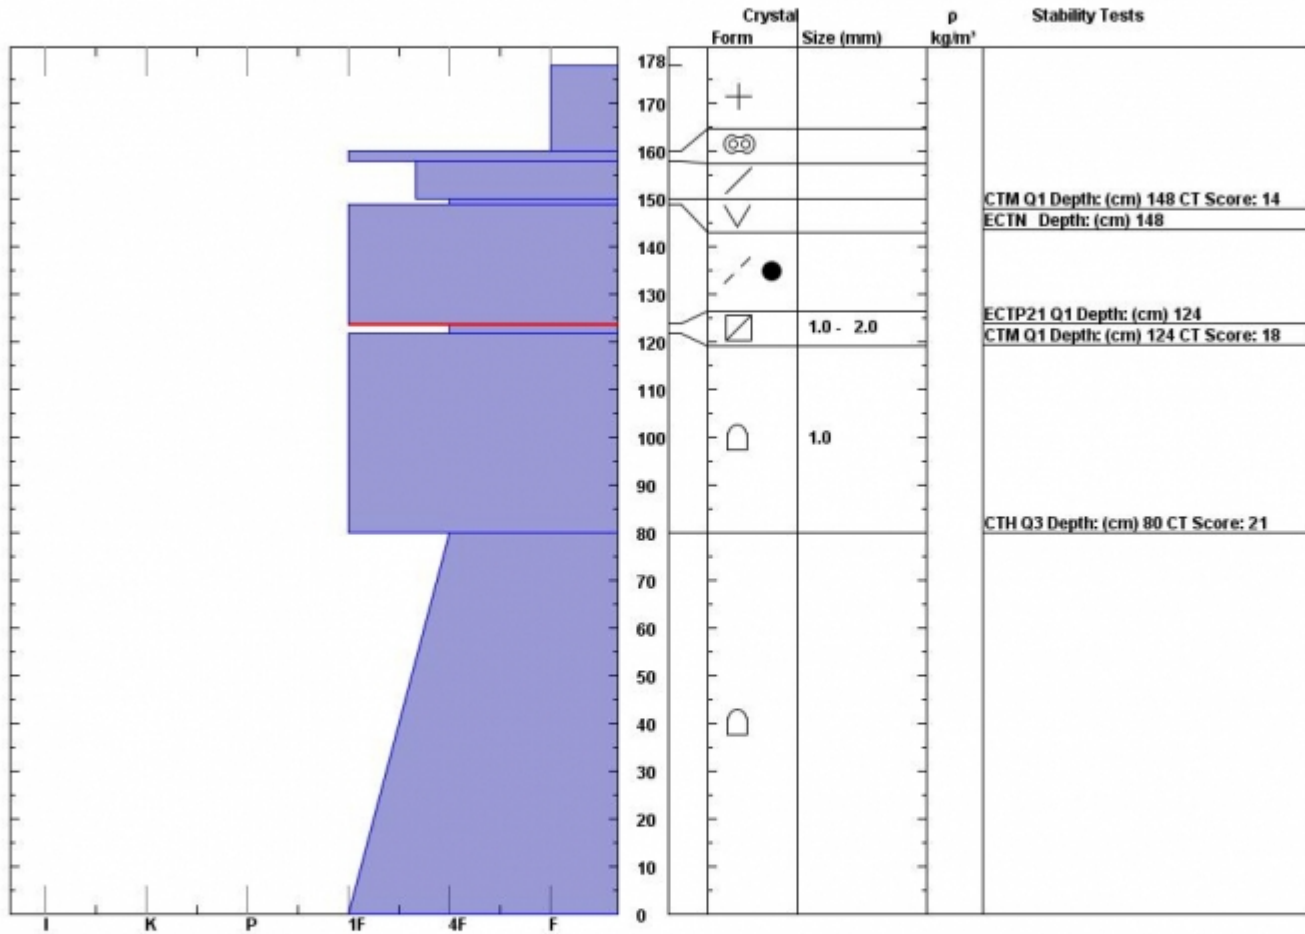 Crystal ρ Stability Tests
Form Size (mm) kg/m³
178
170
160
150 CTM Q1 Depth: (cm) 148 CT Score: 14
ECTN Depth: (cm) 148
140
130
ECTP21 Q1 Depth: (cm) 124
1.0 - 2.0
120 CTM Q1 Depth: (cm) 124 CT Score: 18
110
100 1.0
90
80 CTH Q3 Depth: (cm) 80 CT Score: 21
70
60
50
40
30
20
10
0
I K P 1F 4F F